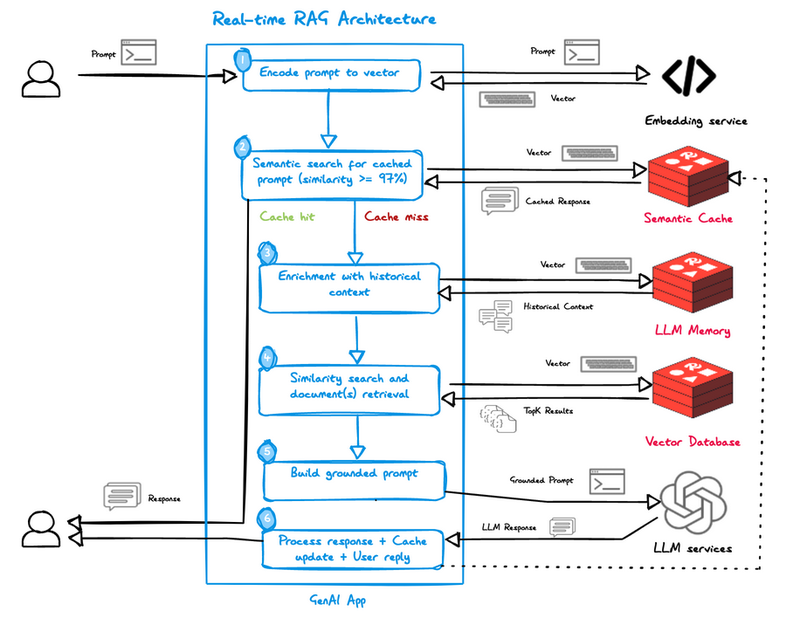 Real-time RAG Architecture
Prompt
1
Encode prompt to vector
Prompt
Vector
Embedding service
2
Semantic search for cached
prompt (similarity >= 97%)
Vector
Cached Response
Semantic Cache
Cache hit
Cache miss
3
Enrichment with historical
context
Vector
Historical Context
LLM Memory
4
Similarity search and
document(s) retrieval
Vector
TopK Results
Vector Database
5
Build grounded prompt
Grounded Prompt
Response
6
Process response + Cache
update + User reply
LLM Response
LLM services
GenAI App